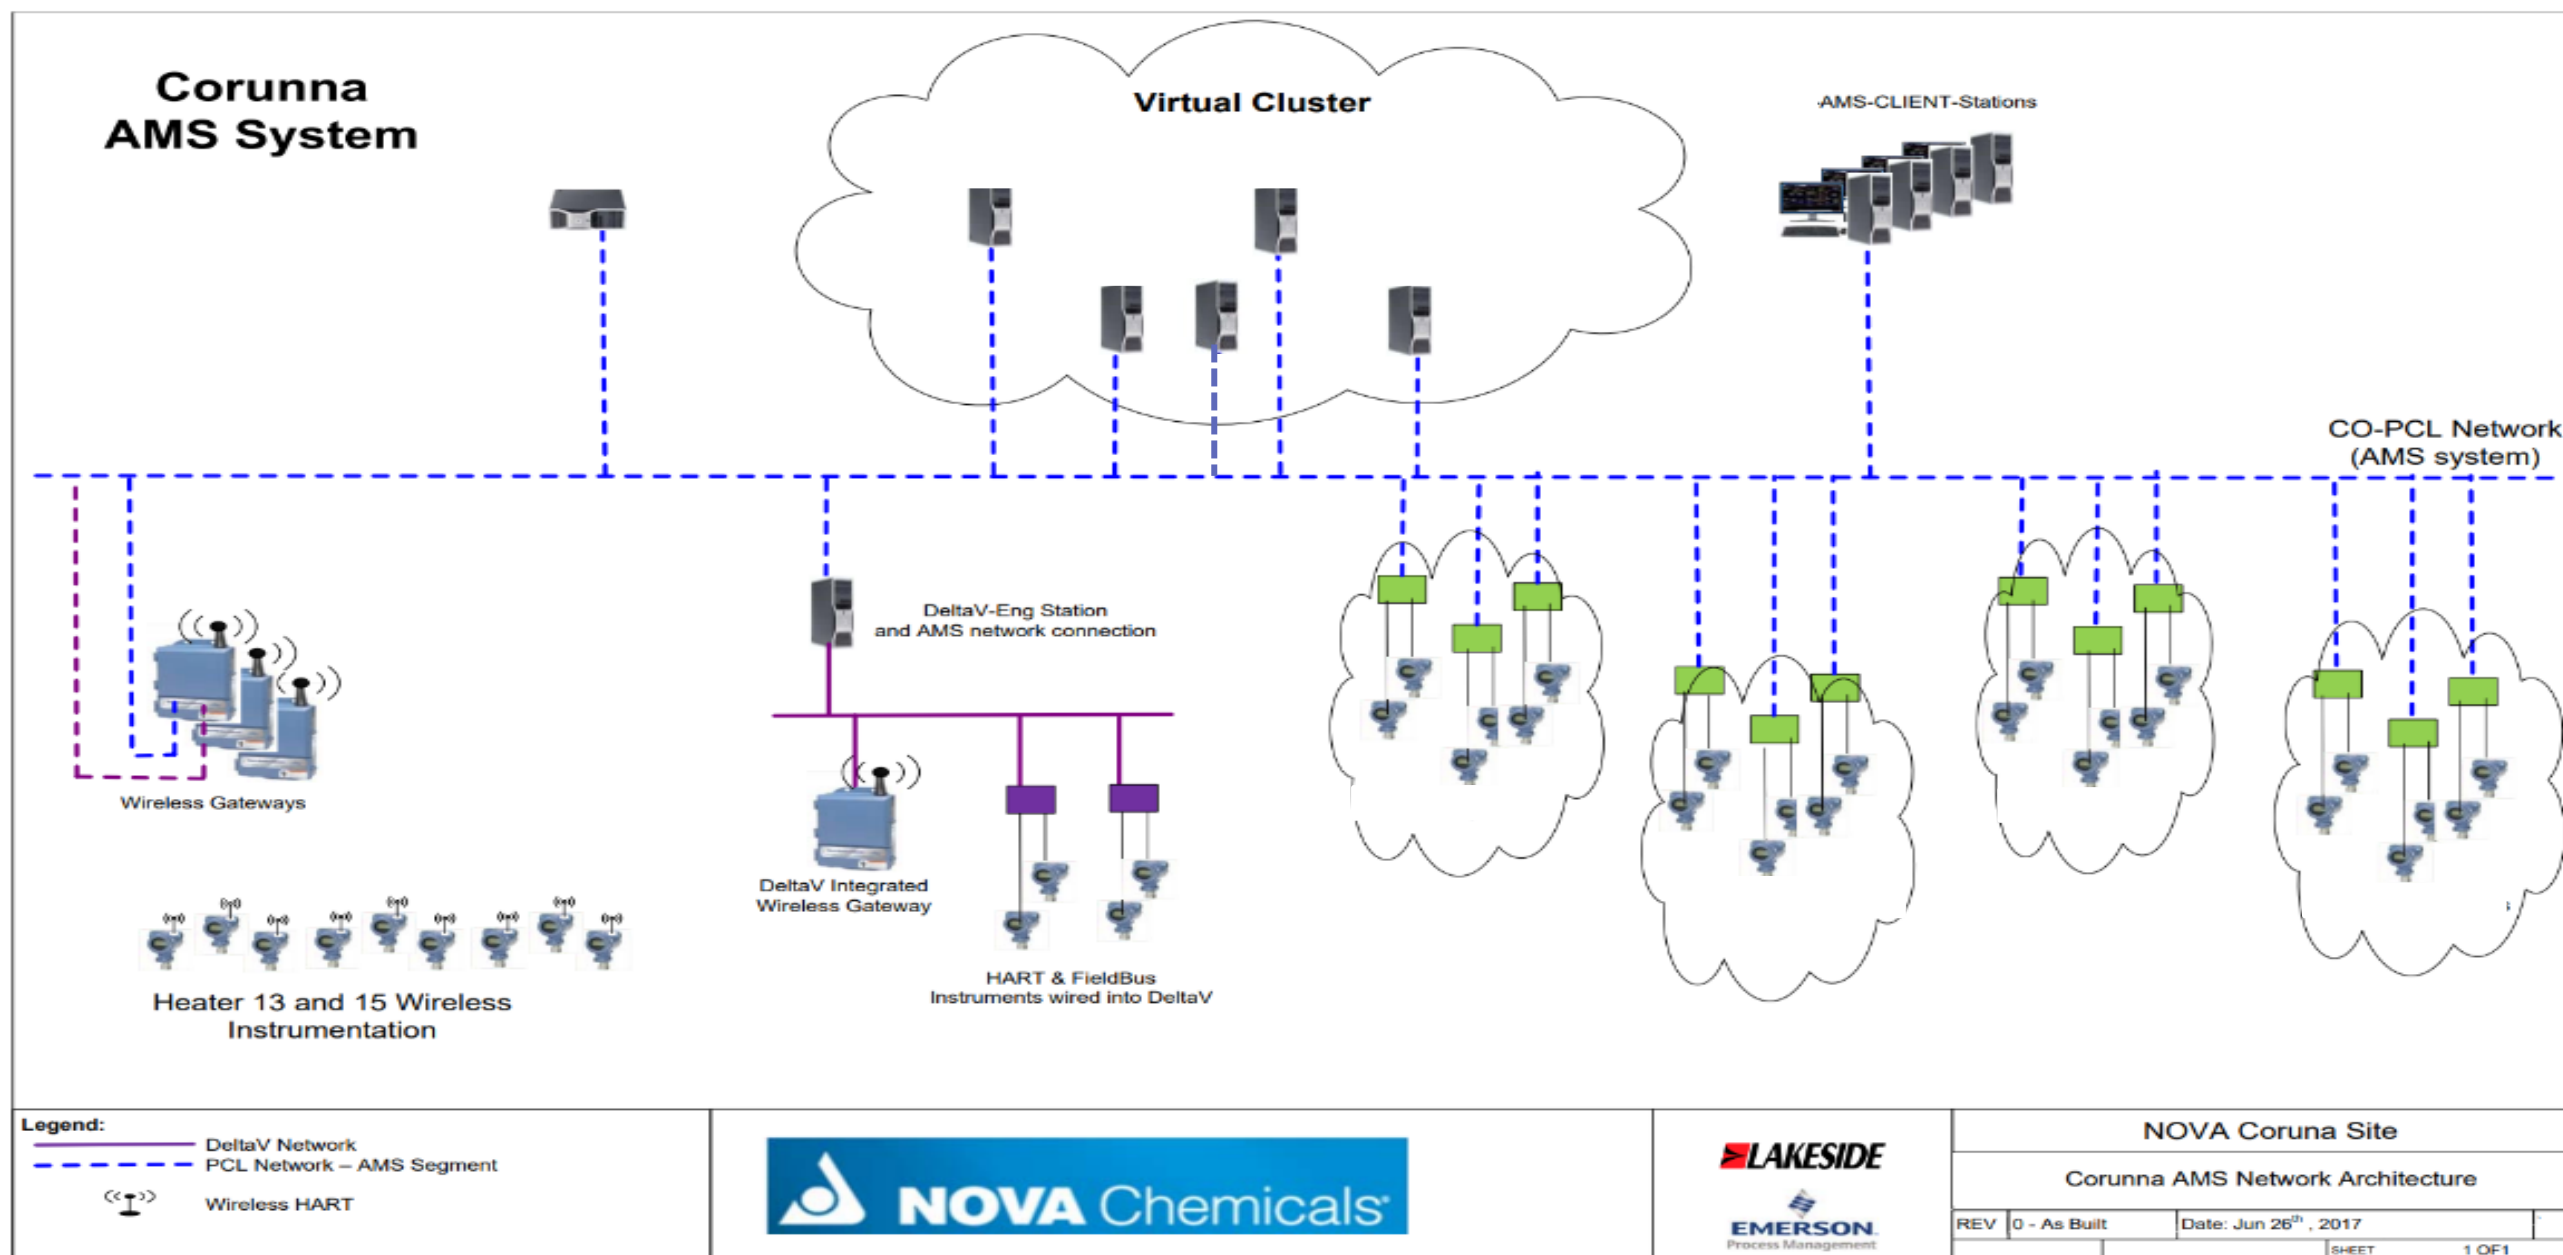 Corunna
AMS System
Virtual Cluster
AMS-CLIENT-Stations
CO-PCL Network
(AMS system)
DeltaV-Eng Station
and AMS network connection
Wireless Gateways
DeltaV Integrated
Wireless Gateway
HART & FieldBus
Instruments wired into DeltaV
Heater 13 and 15 Wireless
Instrumentation
Legend:
DeltaV Network
PCL Network – AMS Segment
Wireless HART
NOVA Chemicals
LAKESIDE
EMERSON.
Process Management
NOVA Coruna Site
Corunna AMS Network Architecture
REV 0 - As Built Date: Jun 26th , 2017
SHEET 1 OF1